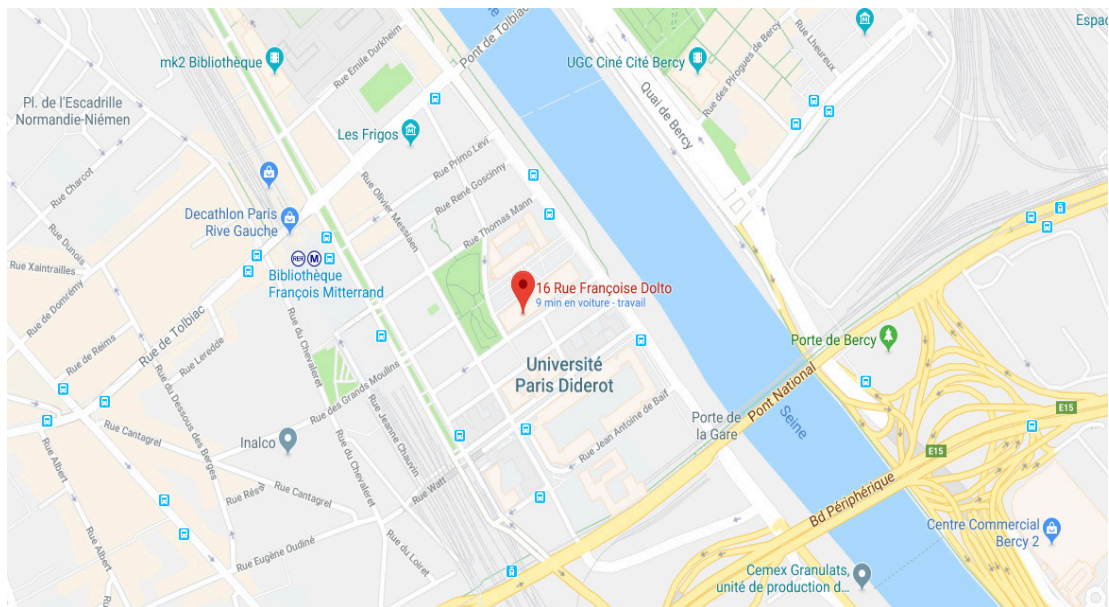 Seine
Espac
Pont de Tolbiac
Rue Emile Durkheim
mk2 Bibliothèque
UGC Ciné Cité Bercy
Rue des Pirogues de Bercy
Rue Lheureux
Pl. de l'Escadrille
Normandie-Niémen
Quai de Bercy
Les Frigos
Rue Primo Levi
Rue Charcot
Rue René Goscinny
Rue Olivier Messiaen
Rue Thomas Mann
Decathlon Paris
Rive Gauche
Rue Dunois
Rue Xaintrailles
RER M
Bibliothèque
François Mitterrand
16 Rue Françoise Dolto
9 min en voiture - travail
Rue de Domrémy
Rue de Tolbiac
Rue de Reims
Rue Leredde
Rue du Chevaleret
Porte de Bercy
Université
Paris Diderot
Rue du Dessous des Berges
Rue des Grands Moulins
Pont National
Seine
E15
Rue Jeanne Chauvin
Rue Jean Antoine de Baïf
Porte de
la Gare
Rue Cantagrel
Inalco
E15
Rue Albert
Rue Résal
Rue Cantagrel
Rue du Chevaleret
Rue Watt
Bd Périphérique
Centre Commercial
Bercy 2
Rue Albert
Rue Eugène Oudiné
Rue du Loiret
Cemex Granulats,
unité de production d...